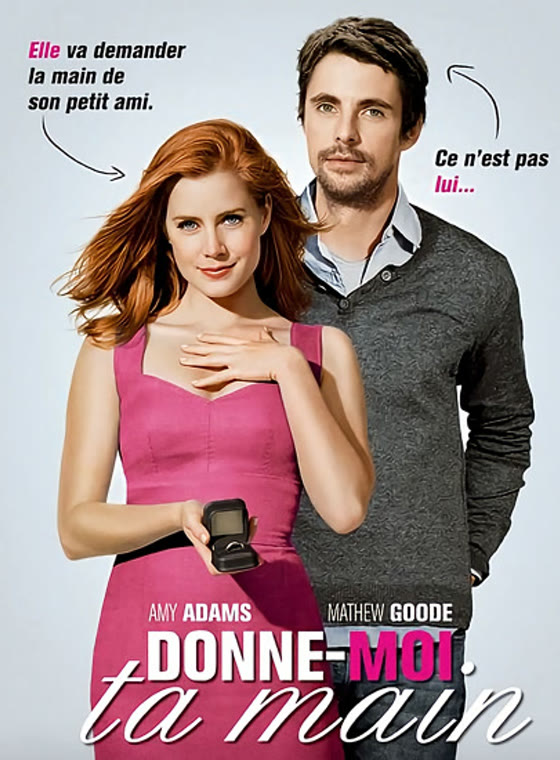 Elle va demander
la main de
son petit ami.
Ce n'est pas
lui...
AMY ADAMS
MATHEW GOODE
DONNE-MOI
ta main